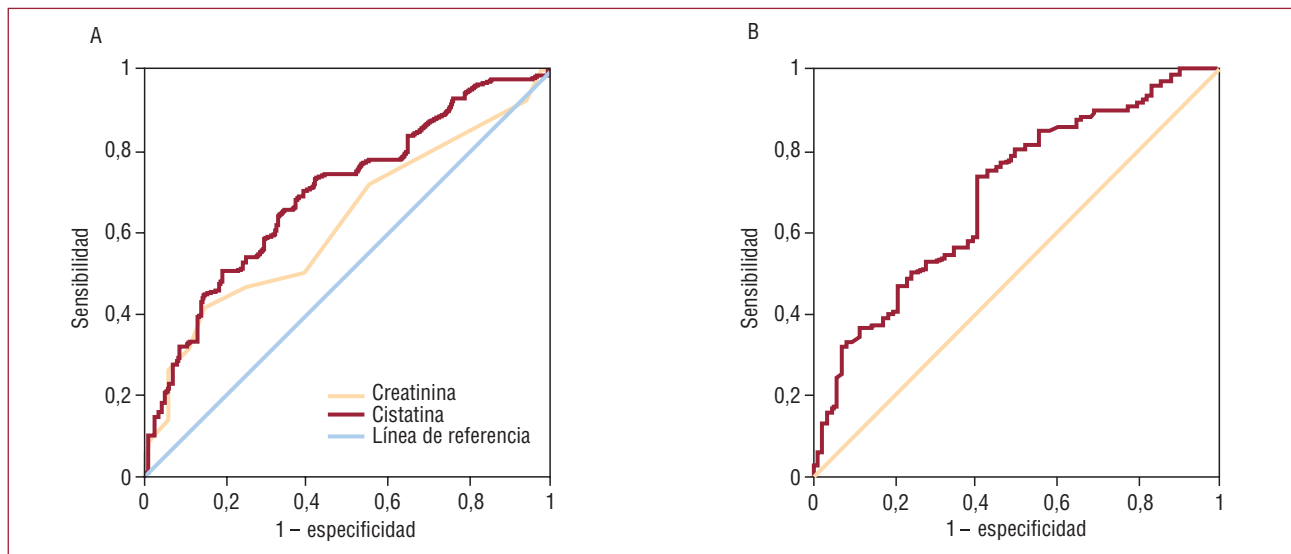 A
Sensibilidad
1
0,8
0,6
0,4
0,2
0
0 0,2 0,4 0,6 0,8 1
1 – especificidad
Creatinina
Cistatina
Línea de referencia
B
Sensibilidad
1
0,8
0,6
0,4
0,2
0
0 0,2 0,4 0,6 0,8 1
1 – especificidad